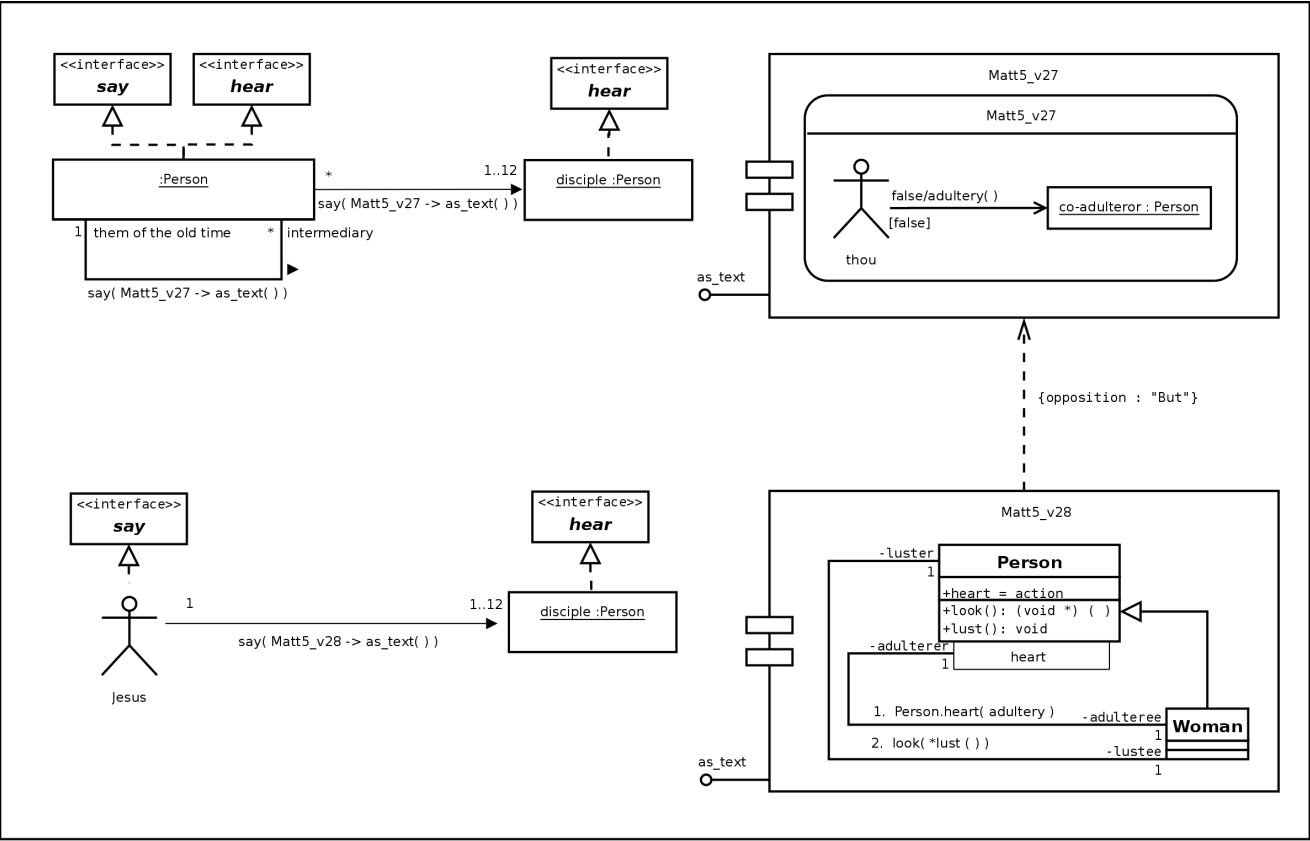 <<interface>>
say
<<interface>>
hear
:Person
*
1..12
say( Matt5_v27 -> as_text( ) )
1
them of the old time
*
intermediary
say( Matt5_v27 -> as_text( ) )
<<interface>>
hear
disciple :Person
Matt5_v27
Matt5_v27
false/adultery( )
[false]
thou
co-adulteror : Person
as_text
{opposition : "But"}
<<interface>>
say
Jesus
1
1..12
say( Matt5_v28 -> as_text( ) )
<<interface>>
hear
disciple :Person
Matt5_v28
-luster
1
Person
+heart = action
+look(): (void *) ( )
+lust(): void
-adulterer
1
heart
1. Person.heart( adultery )
-adulteree
1
Woman
2. look( *lust ( ) )
-lustee
1
as_text